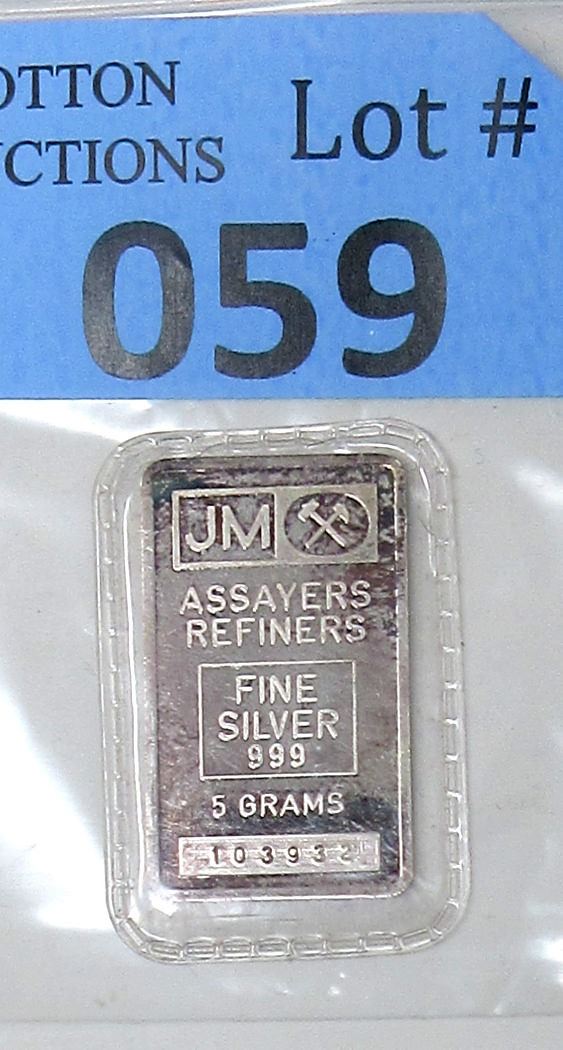 OTTON
CTIONS
Lot #
059
JM
ASSAYERS
REFINERS
FINE
SILVER
999
5 GRAMS
103932